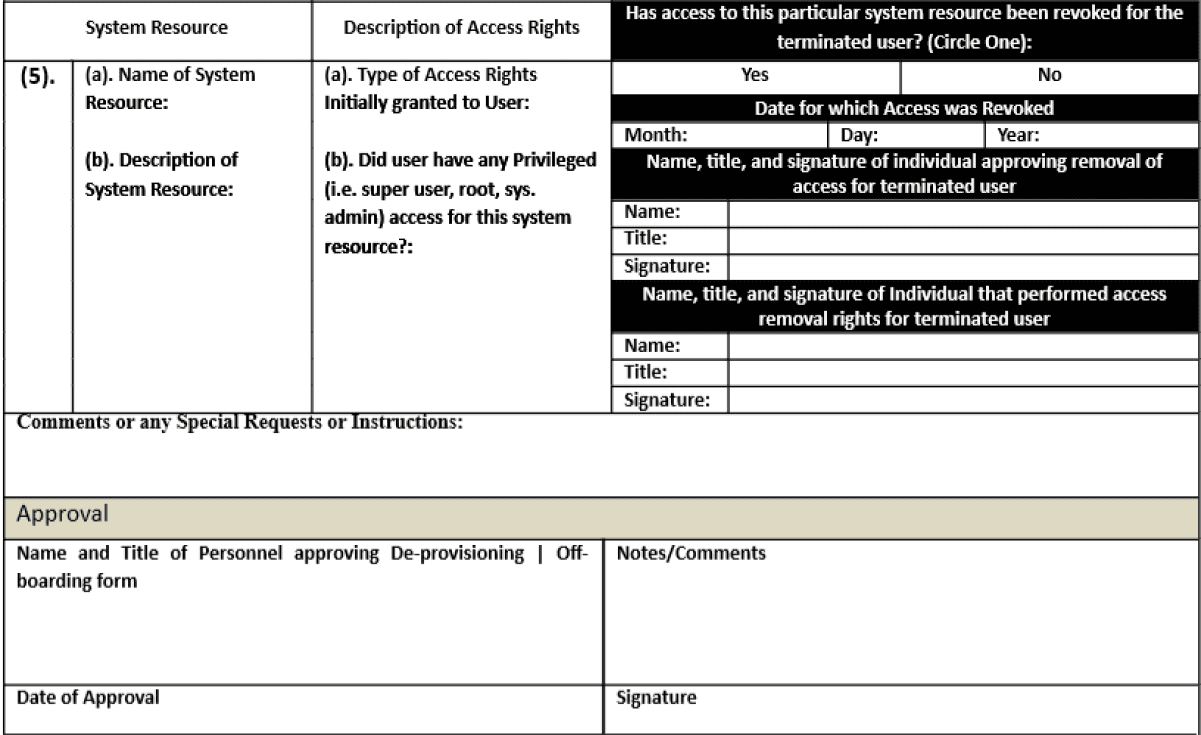 System Resource
Description of Access Rights
Has access to this particular system resource been revoked for the
terminated user? (Circle One):
(5).
(a). Name of System
Resource:
(b). Description of
System Resource:
(a). Type of Access Rights
Initially granted to User:
(b). Did user have any Privileged
(i.e. super user, root, sys.
admin) access for this system
resource?:
Yes
No
Date for which Access was Revoked
Month:
Day:
Year:
Name, title, and signature of individual approving removal of
access for terminated user
Name:
Title:
Signature:
Name, title, and signature of Individual that performed access
removal rights for terminated user
Name:
Title:
Signature:
Comments or any Special Requests or Instructions:
Approval
Name and Title of Personnel approving De-provisioning | Off-
boarding form
Notes/Comments
Date of Approval
Signature